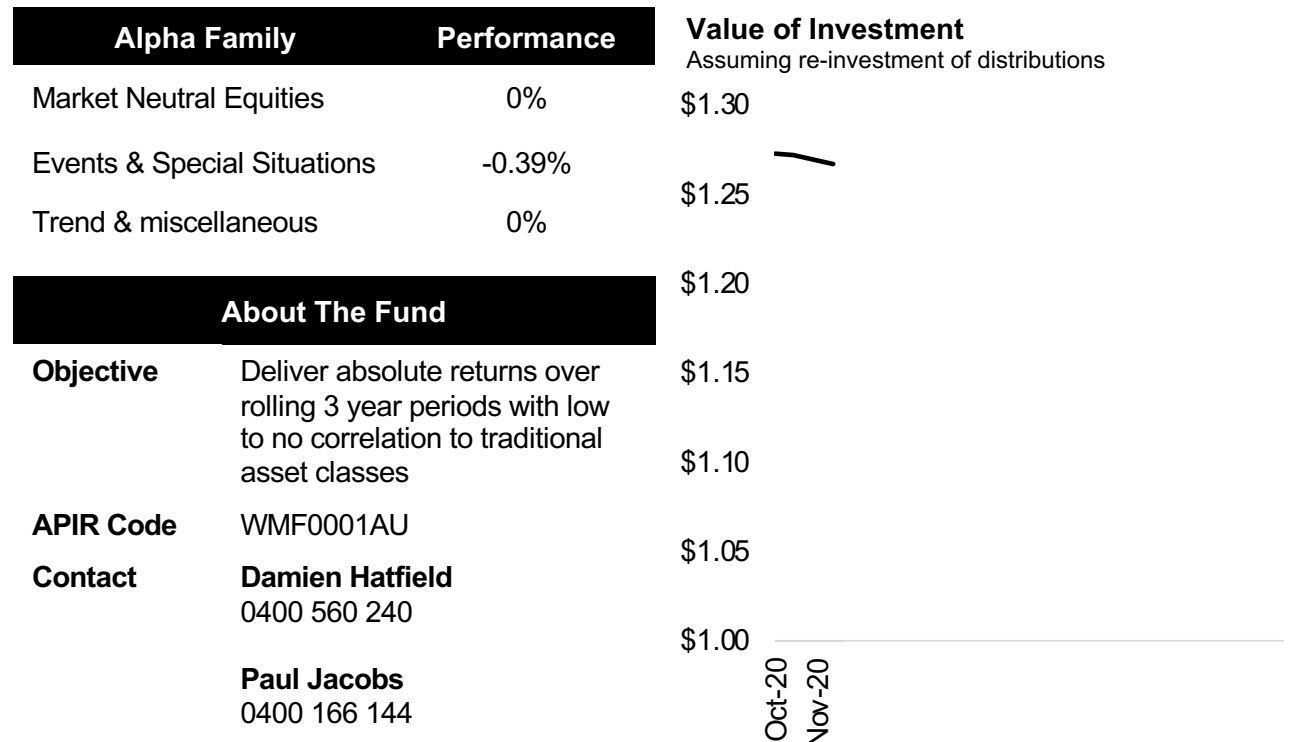 Alpha Family Performance
Market Neutral Equities 0%
Events & Special Situations -0.39%
Trend & miscellaneous 0%
About The Fund
Objective Deliver absolute returns over
rolling 3 year periods with low
to no correlation to traditional
asset classes
APIR Code WMF0001AU
Contact Damien Hatfield
0400 560 240
Paul Jacobs
0400 166 144
Value of Investment
Assuming re-investment of distributions
$1.30
$1.25
$1.20
$1.15
$1.10
$1.05
$1.00
Oct-20
Nov-20